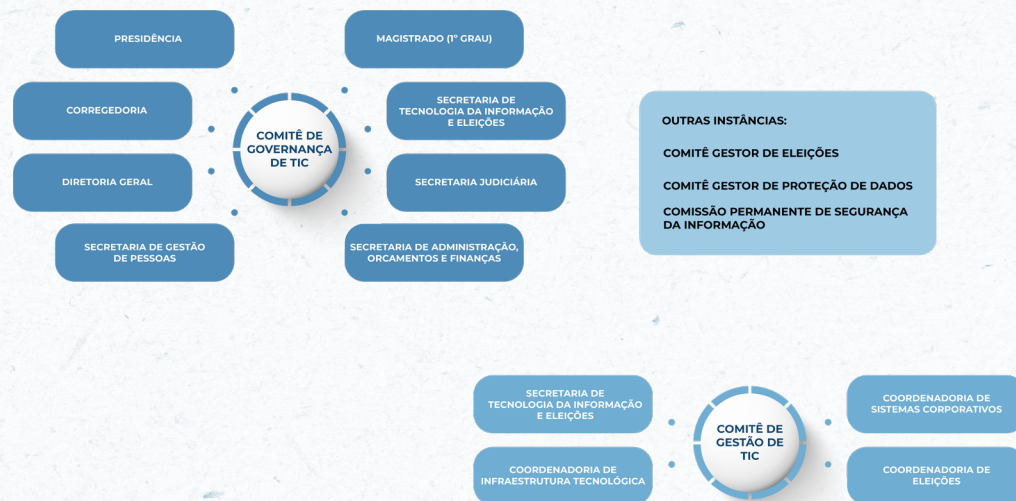 PRESIDÊNCIA
MAGISTRADO (1º GRAU)
CORREGEDORIA
SECRETARIA DE
TECNOLOGIA DA INFORMAÇÃO
E ELEIÇÕES
COMITÊ DE
GOVERNANÇA
DE TIC
DIRETORIA GERAL
SECRETARIA JUDICIÁRIA
SECRETARIA DE GESTÃO
DE PESSOAS
SECRETARIA DE ADMINISTRAÇÃO,
ORCAMENTOS E FINANÇAS
OUTRAS INSTÂNCIAS:
COMITÊ GESTOR DE ELEIÇÕES
COMITÊ GESTOR DE PROTEÇÃO DE DADOS
COMISSÃO PERMANENTE DE SEGURANÇA
DA INFORMAÇÃO
SECRETARIA DE
TECNOLOGIA DA INFORMAÇÃO
E ELEIÇÕES
COORDENADORIA DE
SISTEMAS CORPORATIVOS
COMITÊ DE
GESTÃO DE
TIC
COORDENADORIA DE
INFRAESTRUTURA TECNOLÓGICA
COORDENADORIA DE
ELEIÇÕES